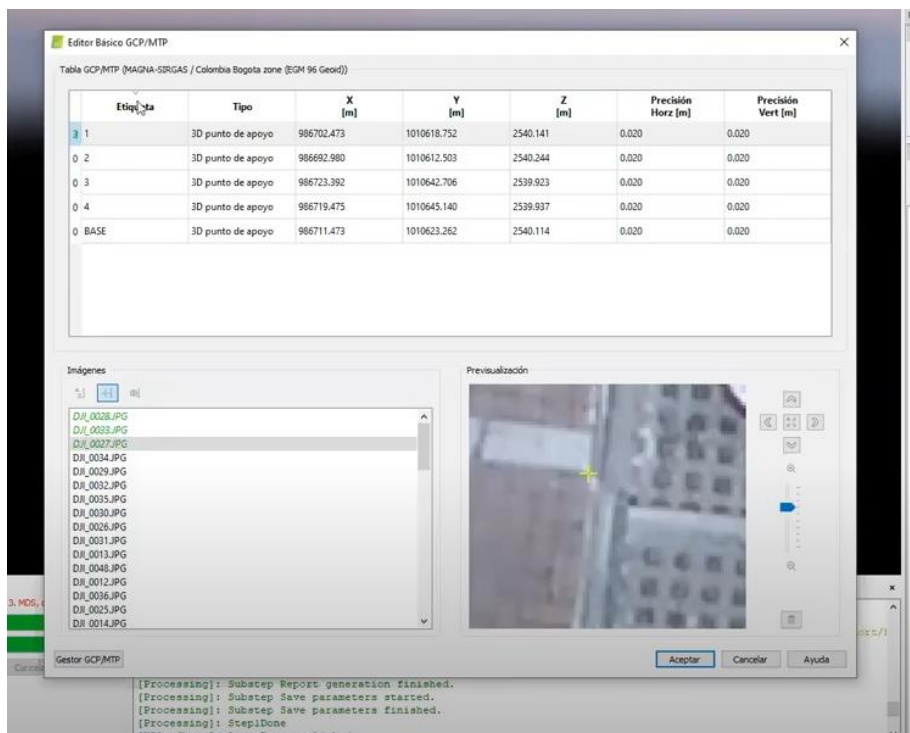 Editor Básico GCP/MTP
Tabla GCP/MTP (MAGNA-SIRGAS / Colombia Bogota zone (EGM 96 Geoid))
Etiqueta Tipo X [m] Y [m] Z [m] Precisión Horz [m] Precisión Vert [m]
3 1 3D punto de apoyo 986702.473 1010618.752 2540.141 0.020 0.020
0 2 3D punto de apoyo 986692.980 1010612.503 2540.244 0.020 0.020
0 3 3D punto de apoyo 986723.392 1010642.706 2539.923 0.020 0.020
0 4 3D punto de apoyo 986719.475 1010645.140 2539.937 0.020 0.020
0 BASE 3D punto de apoyo 986711.473 1010623.262 2540.114 0.020 0.020
Imágenes
Previsualización
DJI_0028.JPG
DJI_0033.JPG
DJI_0027.JPG
DJI_0034.JPG
DJI_0029.JPG
DJI_0032.JPG
DJI_0035.JPG
DJI_0030.JPG
DJI_0026.JPG
DJI_0031.JPG
DJI_0013.JPG
DJI_0048.JPG
DJI_0012.JPG
DJI_0036.JPG
DJI_0025.JPG
DJI_0014.JPG
3. MDS,
Gestor GCP/MTP
Aceptar
Cancelar
Ayuda
[Processing]: Substep Report generation finished.
[Processing]: Substep Save parameters started.
[Processing]: Substep Save parameters finished.
[Processing]: Step1Done